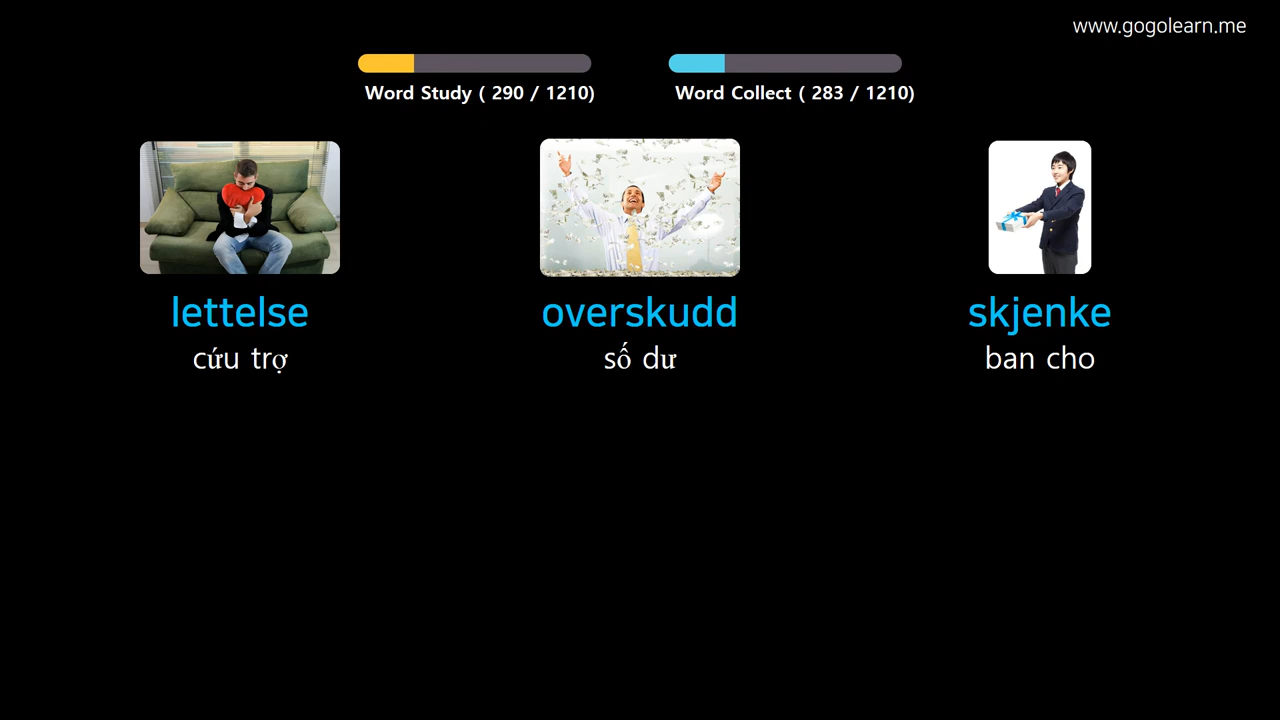 www.gogolearn.me
Word Study ( 290 / 1210)
Word Collect ( 283 / 1210)
lettelse
overskudd
skjenke
cứu trợ
số dư
ban cho